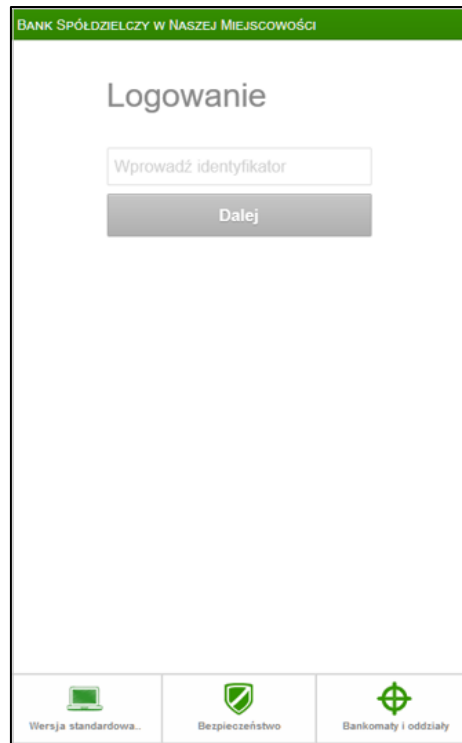 Bank Spółdzielczy w Naszej Miejscowości
Logowanie
Wprowadź identyfikator
Dalej
Wersja standardowa..
Bezpieczeństwo
Bankomaty i oddziały